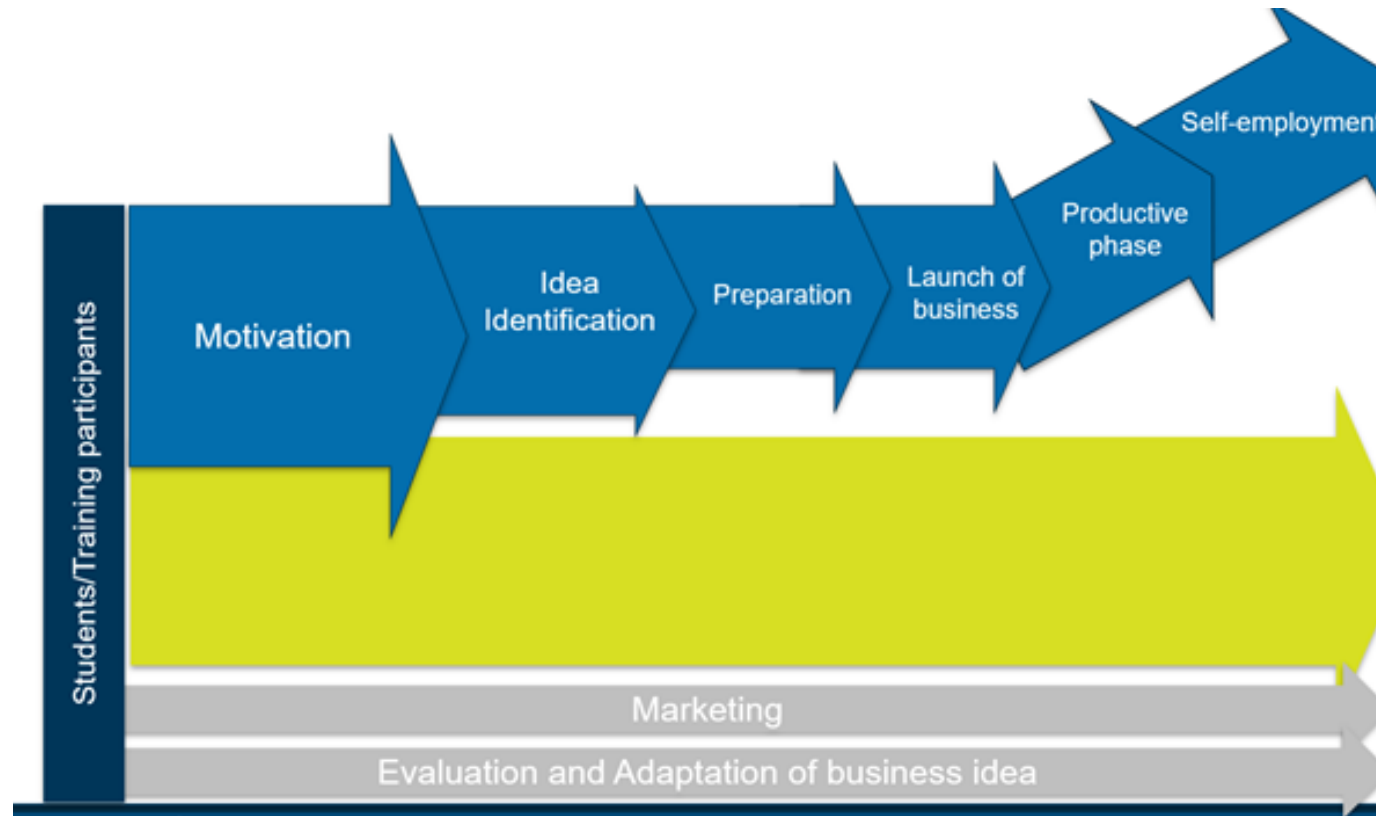 Students/Training participants
Motivation
Idea
Identification
Preparation
Launch of
business
Productive
phase
Self-employment
Marketing
Evaluation and Adaptation of business idea